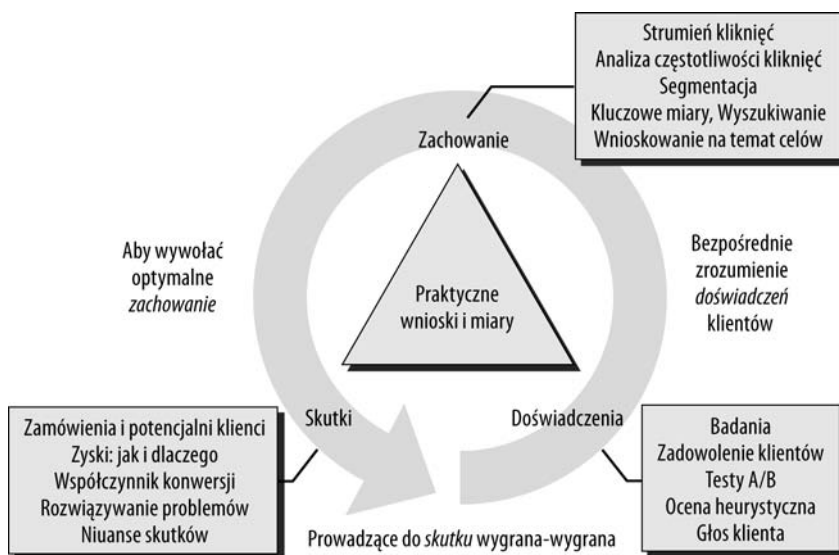 Strumień kliknięć
Analiza częstotliwości kliknięć
Segmentacja
Kluczowe miary, Wyszukiwanie
Wnioskowanie na temat celów
Zachowanie
Aby wywołać
optymalne
zachowanie
Bezpośrednie
zrozumienie
doświadczeń
klientów
Praktyczne
wnioski i miary
Skutki
Doświadczenia
Zamówienia i potencjalni klienci
Zyski: jak i dlaczego
Współczynnik konwersji
Rozwiązywanie problemów
Niuanse skutków
Badania
Zadowolenie klientów
Testy A/B
Ocena heurystyczna
Głos klienta
Prowadzące do skutku wygrana-wygrana